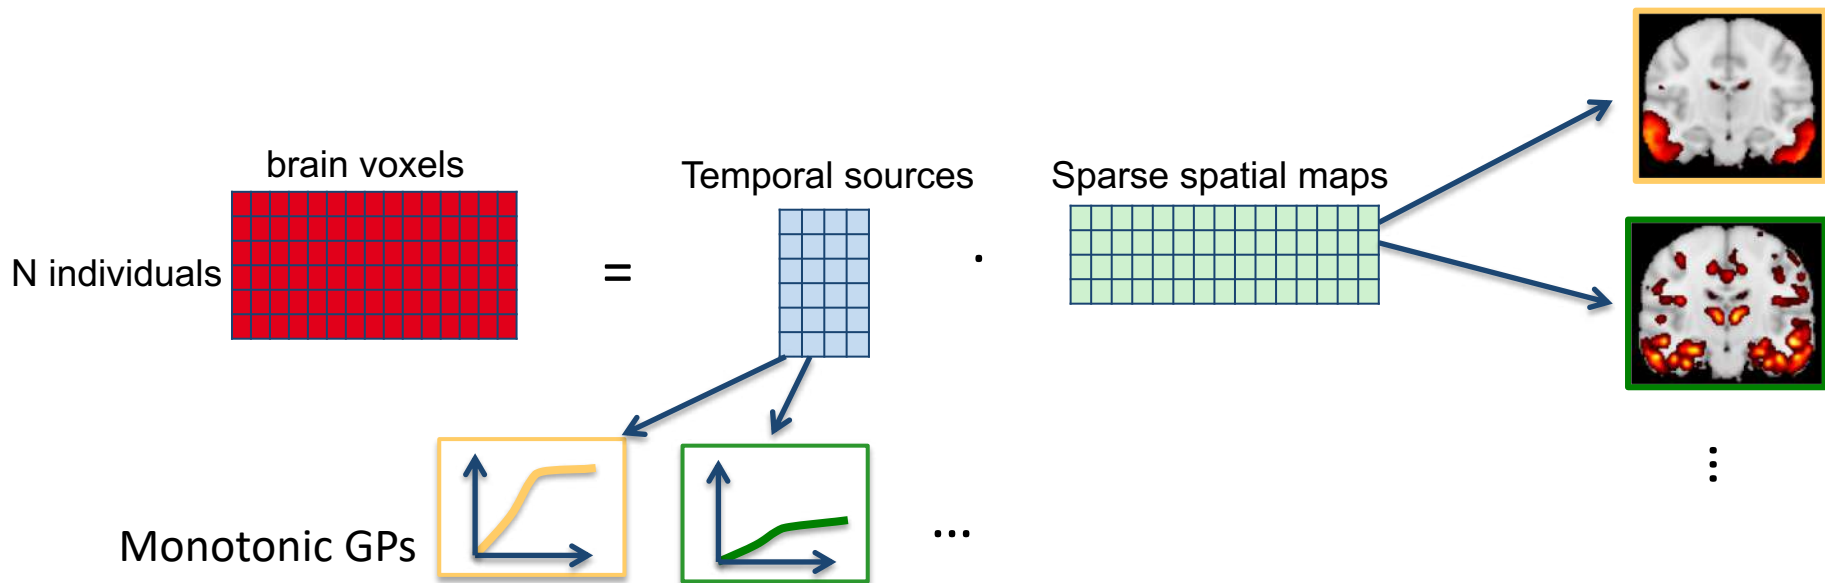 brain voxels
Temporal sources
Sparse spatial maps
N individuals
=
.
Monotonic GPs
...
⋮